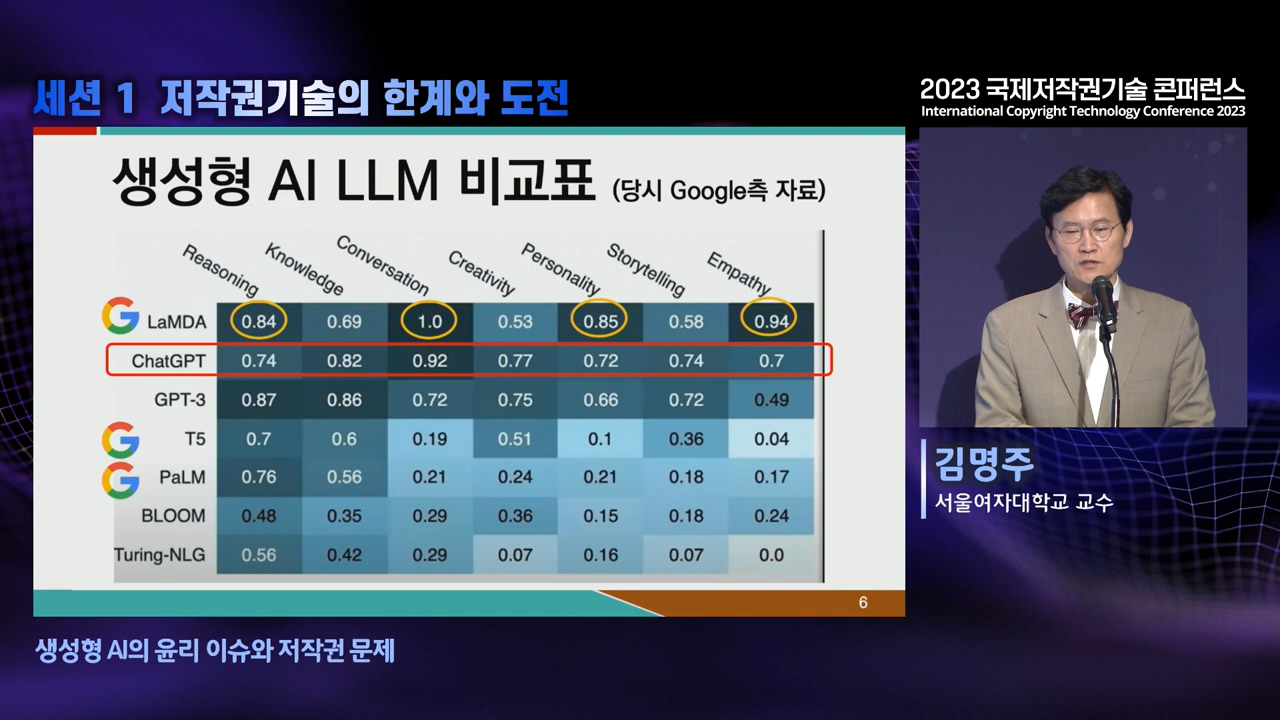 세션 1 저작권기술의 한계와 도전
2023 국제저작권기술 콘퍼런스
International Copyright Technology Conference 2023
생성형 AI LLM 비교표 (당시 Google측 자료)
Reasoning Knowledge Conversation Creativity Personality Storytelling Empathy
LaMDA 0.84 0.69 1.0 0.53 0.85 0.58 0.94
ChatGPT 0.74 0.82 0.92 0.77 0.72 0.74 0.7
GPT-3 0.87 0.86 0.72 0.75 0.66 0.72 0.49
T5 0.7 0.6 0.19 0.51 0.1 0.36 0.04
PaLM 0.76 0.56 0.21 0.24 0.21 0.18 0.17
BLOOM 0.48 0.35 0.29 0.36 0.15 0.18 0.24
Turing-NLG 0.56 0.42 0.29 0.07 0.16 0.07 0.0
6
김명주
서울여자대학교 교수
생성형 AI의 윤리 이슈와 저작권 문제